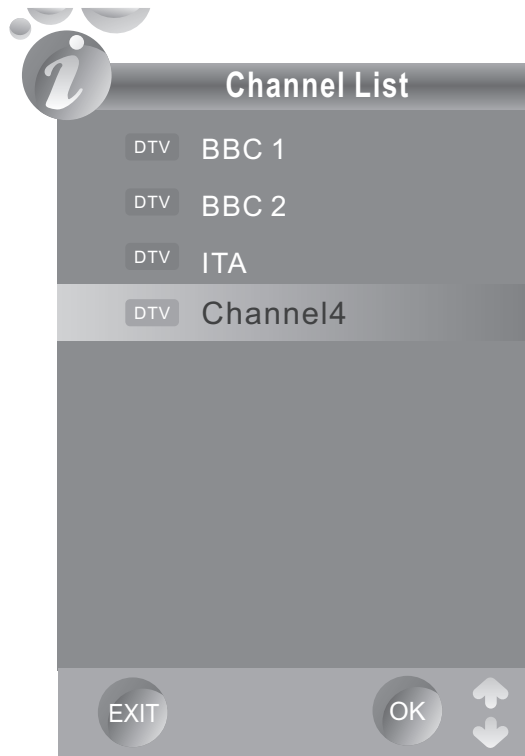 i
Channel List
DTV BBC 1
DTV BBC 2
DTV ITA
DTV Channel4
EXIT OK